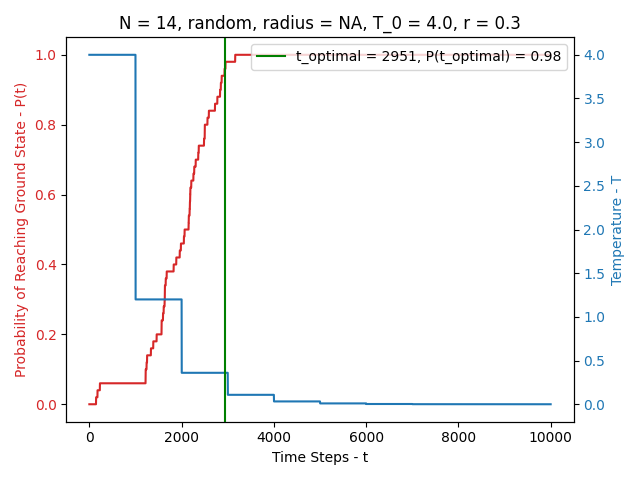 N = 14, random, radius = NA, T_0 = 4.0, r = 0.3
t_optimal = 2951, P(t_optimal) = 0.98
Probability of Reaching Ground State - P(t)
1.0
0.8
0.6
0.4
0.2
0.0
4.0
3.5
3.0
2.5
2.0
1.5
1.0
0.5
0.0
Temperature - T
0 2000 4000 6000 8000 10000
Time Steps - t